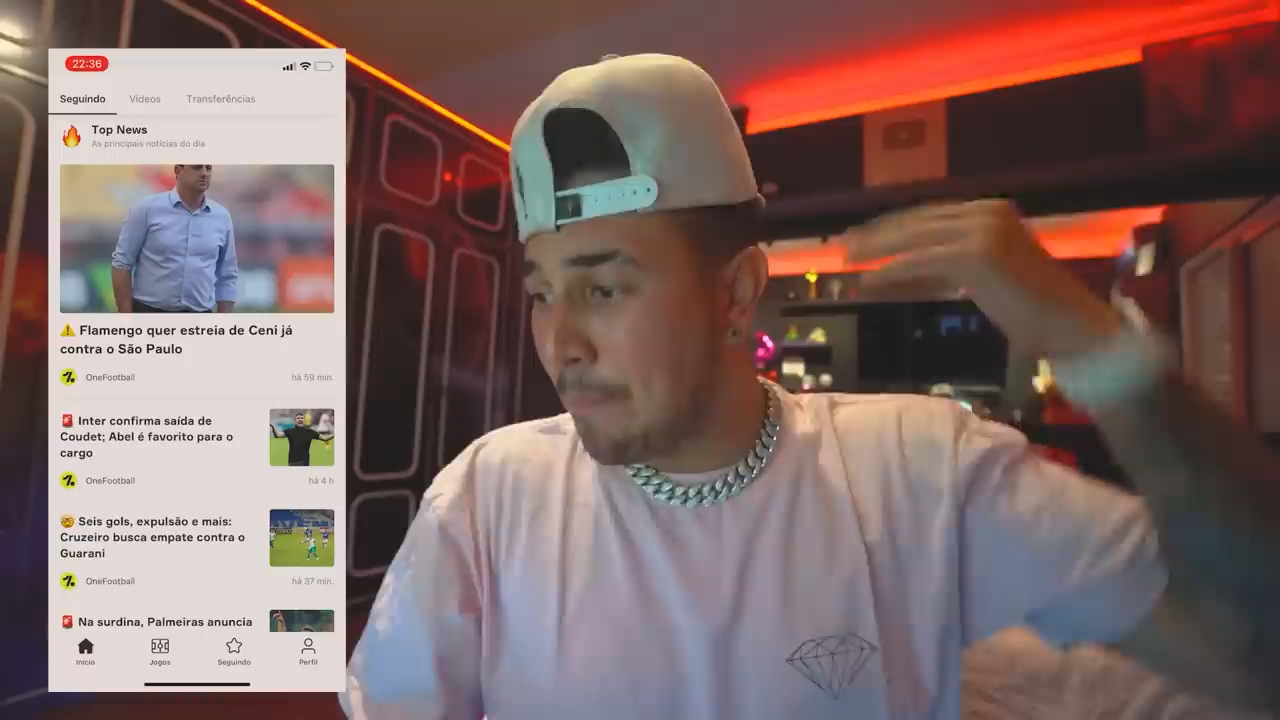 22:36
Seguindo Vídeos Transferências
Top News
As principais notícias do dia
Flamengo quer estreia de Ceni já
contra o São Paulo
OneFootball há 59 min.
Inter confirma saída de
Coudet; Abel é favorito para o
cargo
OneFootball há 4 h
Seis gols, expulsão e mais:
Cruzeiro busca empate contra o
Guarani
OneFootball há 37 min.
Na surdina, Palmeiras anuncia
Início Jogos Seguindo Perfil